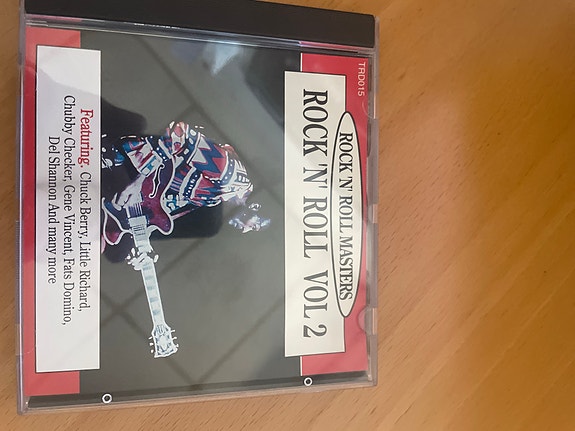 TRD015
ROCK 'N' ROLL MASTERS
ROCK 'N' ROLL VOL 2
Featuring. Chuck Berry, Little Richard,
Chubby Checker, Gene Vincent, Fats Domino,
Del Shannon And many more